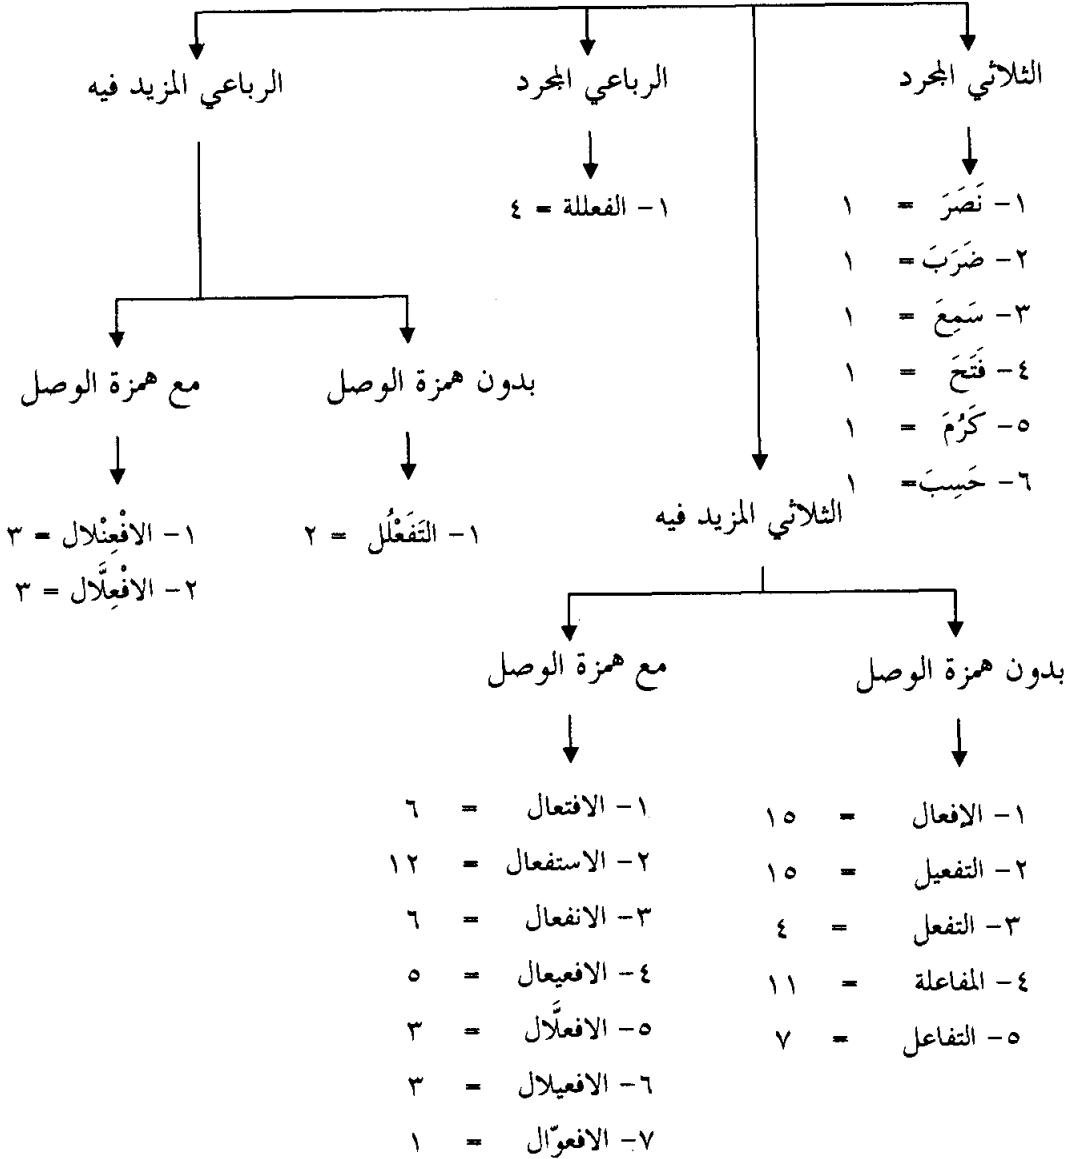 الثلاثي المجرد
١- نَصَرَ = ١
٢- ضَرَبَ = ١
٣- سَمِعَ = ١
٤- فَتَحَ = ١
٥- كَرُمَ = ١
٦- حَسِبَ = ١
الرباعي المجرد
١- الفعللة = ٤
الرباعي المزيد فيه
بدون همزة الوصل
١- التَفَعْلُل = ٢
مع همزة الوصل
١- الافْعِنْلال = ٣
٢- الافْعِلَّال = ٣
الثلاثي المزيد فيه
بدون همزة الوصل
١- الإفعال = ١٥
٢- التفعيل = ١٥
٣- التفعل = ٤
٤- المفاعلة = ١١
٥- التفاعل = ٧
مع همزة الوصل
١- الافتعال = ٦
٢- الاستفعال = ١٢
٣- الانفعال = ٦
٤- الافعيعال = ٥
٥- الافعلَّال = ٣
٦- الافعيلال = ٣
٧- الافعوّال = ١